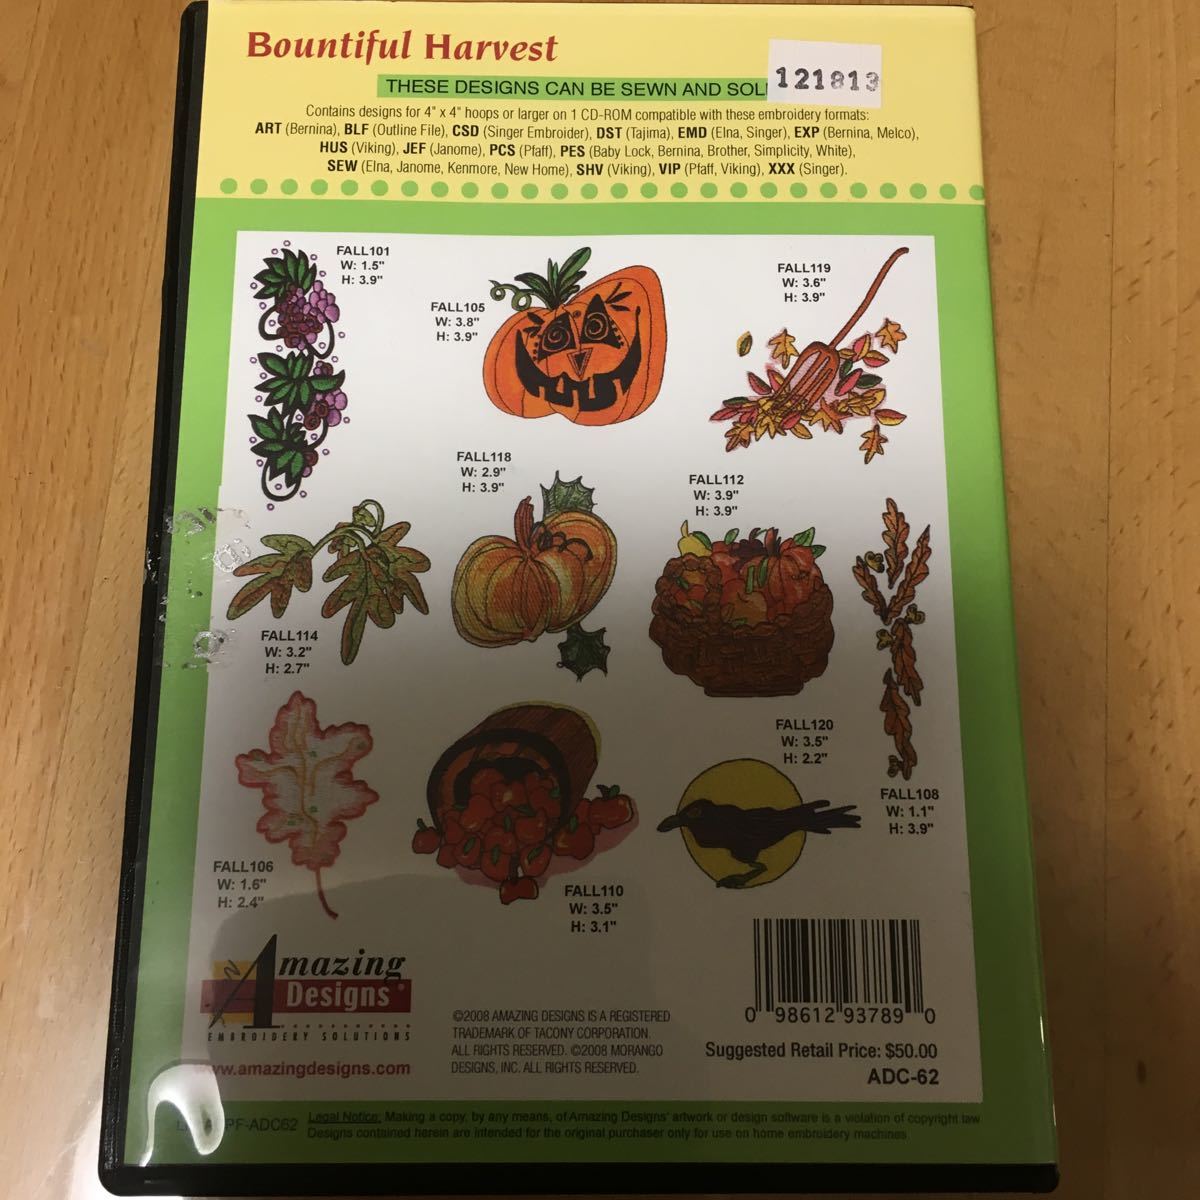 Bountiful Harvest
THESE DESIGNS CAN BE SEWN AND SOL
121813
Contains designs for 4" x 4" hoops or larger on 1 CD-ROM compatible with these embroidery formats:
ART (Bernina), BLF (Outline File), CSD (Singer Embroider), DST (Tajima), EMD (Elna, Singer), EXP (Bernina, Melco),
HUS (Viking), JEF (Janome), PCS (Pfaff), PES (Baby Lock, Bernina, Brother, Simplicity, White),
SEW (Elna, Janome, Kenmore, New Home), SHV (Viking), VIP (Pfaff, Viking), XXX (Singer).
FALL101
W: 1.5"
H: 3.9"
FALL105
W: 3.8"
H: 3.9"
FALL119
W: 3.6"
H: 3.9"
FALL118
W: 2.9"
H: 3.9"
FALL112
W: 3.9"
H: 3.9"
FALL114
W: 3.2"
H: 2.7"
FALL120
W: 3.5"
H: 2.2"
FALL108
W: 1.1"
H: 3.9"
FALL106
W: 1.6"
H: 2.4"
FALL110
W: 3.5"
H: 3.1"
Amazing
Designs®
EMBROIDERY SOLUTIONS
www.amazingdesigns.com
©2008 AMAZING DESIGNS IS A REGISTERED
TRADEMARK OF TACONY CORPORATION.
ALL RIGHTS RESERVED. ©2008 MORANGO
DESIGNS, INC. ALL RIGHTS RESERVED.
0 98612 93789 0
Suggested Retail Price: $50.00
ADC-62
PF-ADC62
Legal Notice: Making a copy, by any means, of Amazing Designs' artwork or design software is a violation of copyright law
Designs contained herein are intended for the original purchaser only for use on home embroidery machines